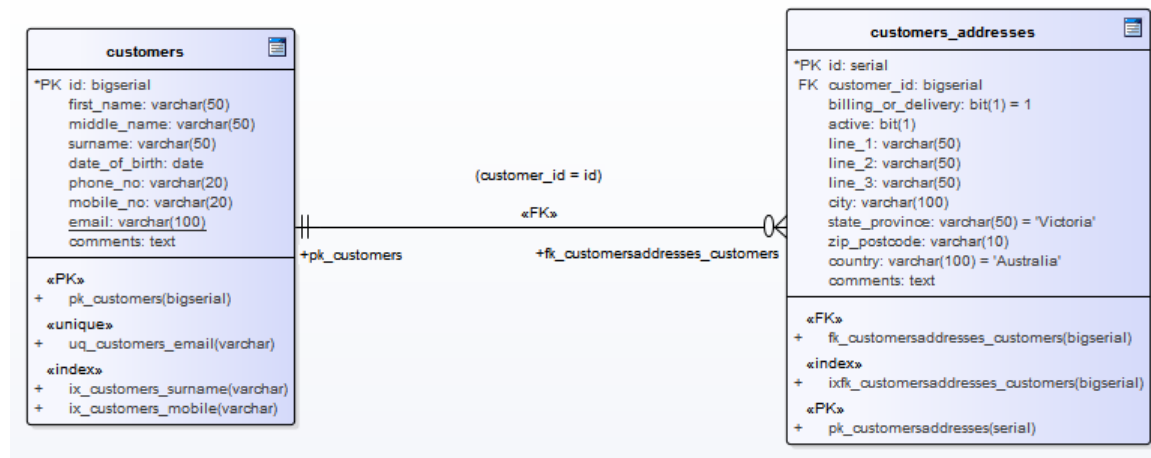 customers
*PK id: bigserial
first_name: varchar(50)
middle_name: varchar(50)
surname: varchar(50)
date_of_birth: date
phone_no: varchar(20)
mobile_no: varchar(20)
email: varchar(100)
comments: text
«PK»
+ pk_customers(bigserial)
«unique»
+ uq_customers_email(varchar)
«index»
+ ix_customers_surname(varchar)
+ ix_customers_mobile(varchar)
(customer_id = id)
«FK»
+pk_customers
+fk_customersaddresses_customers
customers_addresses
*PK id: serial
FK customer_id: bigserial
billing_or_delivery: bit(1) = 1
active: bit(1)
line_1: varchar(50)
line_2: varchar(50)
line_3: varchar(50)
city: varchar(100)
state_province: varchar(50) = 'Victoria'
zip_postcode: varchar(10)
country: varchar(100) = 'Australia'
comments: text
«FK»
+ fk_customersaddresses_customers(bigserial)
«index»
+ ixfk_customersaddresses_customers(bigserial)
«PK»
+ pk_customersaddresses(serial)